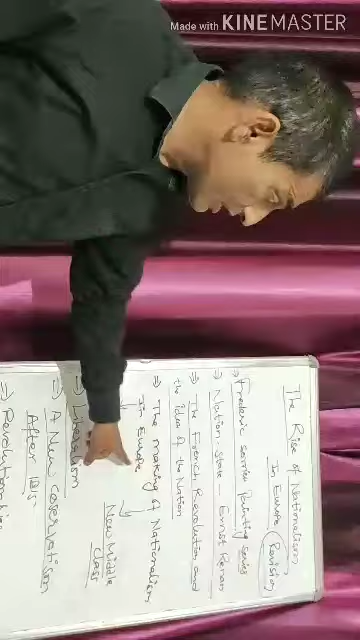 Made with KINEMASTER
The Rise of Nationalism
In Europe Revision
⇒ Frederic sorrieu Painting series
⇒ Nation, state - Ernst Renan
⇒ The French Revolution and
the idea of the Nation
⇒ The making of Nationalism
In Europe
New Middle
class
⇒ Liberalism
⇒ A New
After 1815
⇒